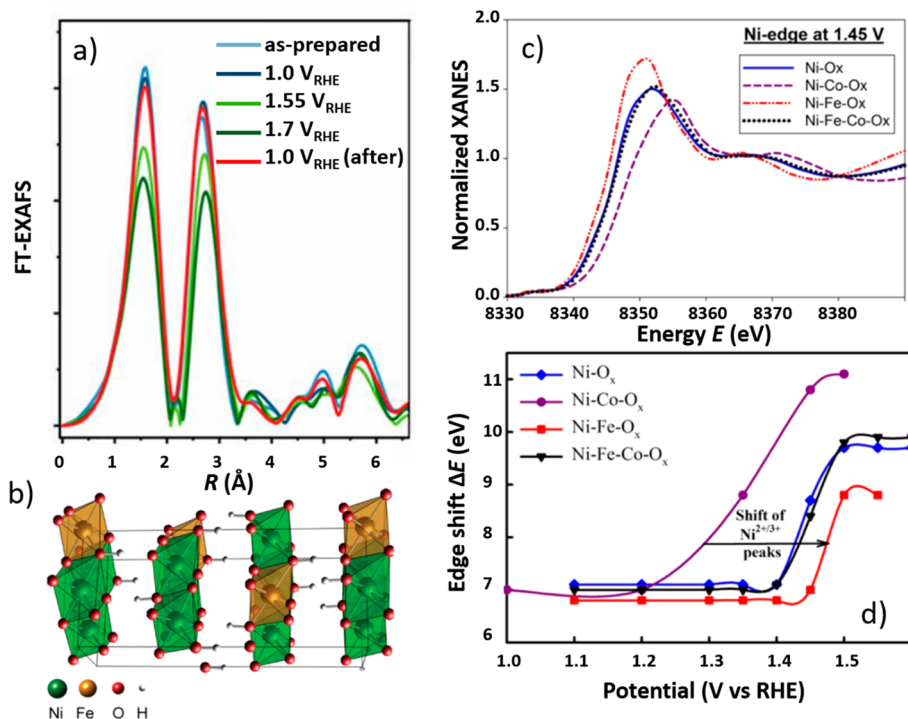 a)
as-prepared
1.0 V_RHE
1.55 V_RHE
1.7 V_RHE
1.0 V_RHE (after)
FT-EXAFS
0 1 2 3 4 5 6
R (Å)
b)
Ni Fe O H
c)
Ni-edge at 1.45 V
Ni-Ox
Ni-Co-Ox
Ni-Fe-Ox
Ni-Fe-Co-Ox
Normalized XANES
2.0
1.5
1.0
0.5
0.0
8330 8340 8350 8360 8370 8380
Energy E (eV)
d)
Ni-Oₓ
Ni-Co-Oₓ
Ni-Fe-Oₓ
Ni-Fe-Co-Oₓ
Shift of
Ni²⁺/³⁺
peaks
Edge shift ΔE (eV)
11
10
9
8
7
6
1.0 1.1 1.2 1.3 1.4 1.5
Potential (V vs RHE)